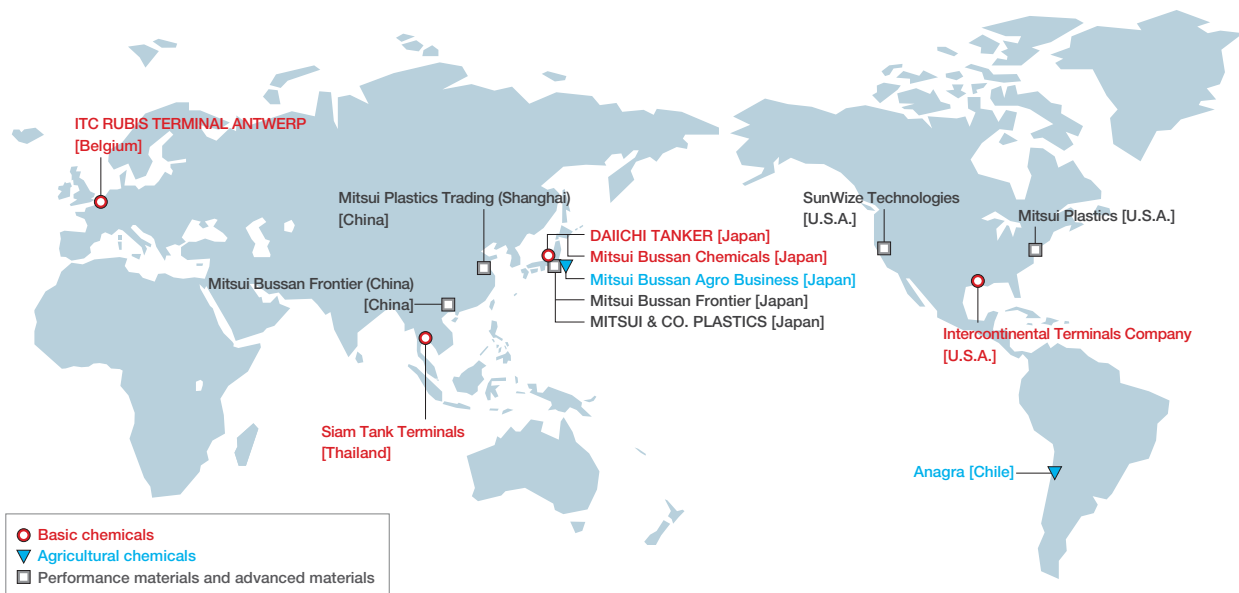 ITC RUBIS TERMINAL ANTWERP
[Belgium]
Mitsui Plastics Trading (Shanghai)
[China]
Mitsui Bussan Frontier (China)
[China]
Siam Tank Terminals
[Thailand]
DAIICHI TANKER [Japan]
Mitsui Bussan Chemicals [Japan]
Mitsui Bussan Agro Business [Japan]
Mitsui Bussan Frontier [Japan]
MITSUI & CO. PLASTICS [Japan]
SunWize Technologies
[U.S.A.]
Mitsui Plastics [U.S.A.]
Intercontinental Terminals Company
[U.S.A.]
Anagra [Chile]
Basic chemicals
Agricultural chemicals
Performance materials and advanced materials